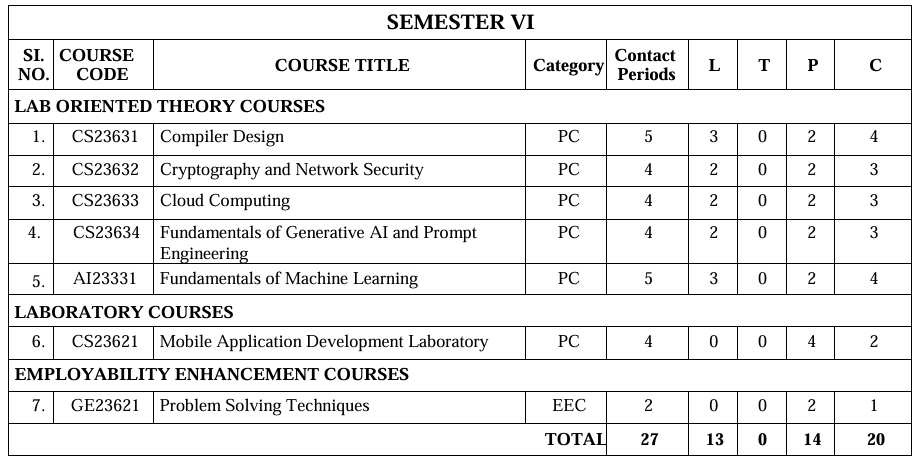 SEMESTER VI
SI. NO. COURSE CODE COURSE TITLE Category Contact Periods L T P C
LAB ORIENTED THEORY COURSES
1. CS23631 Compiler Design PC 5 3 0 2 4
2. CS23632 Cryptography and Network Security PC 4 2 0 2 3
3. CS23633 Cloud Computing PC 4 2 0 2 3
4. CS23634 Fundamentals of Generative AI and Prompt PC 4 2 0 2 3
Engineering
5. AI23331 Fundamentals of Machine Learning PC 5 3 0 2 4
LABORATORY COURSES
6. CS23621 Mobile Application Development Laboratory PC 4 0 0 4 2
EMPLOYABILITY ENHANCEMENT COURSES
7. GE23621 Problem Solving Techniques EEC 2 0 0 2 1
TOTAL 27 13 0 14 20